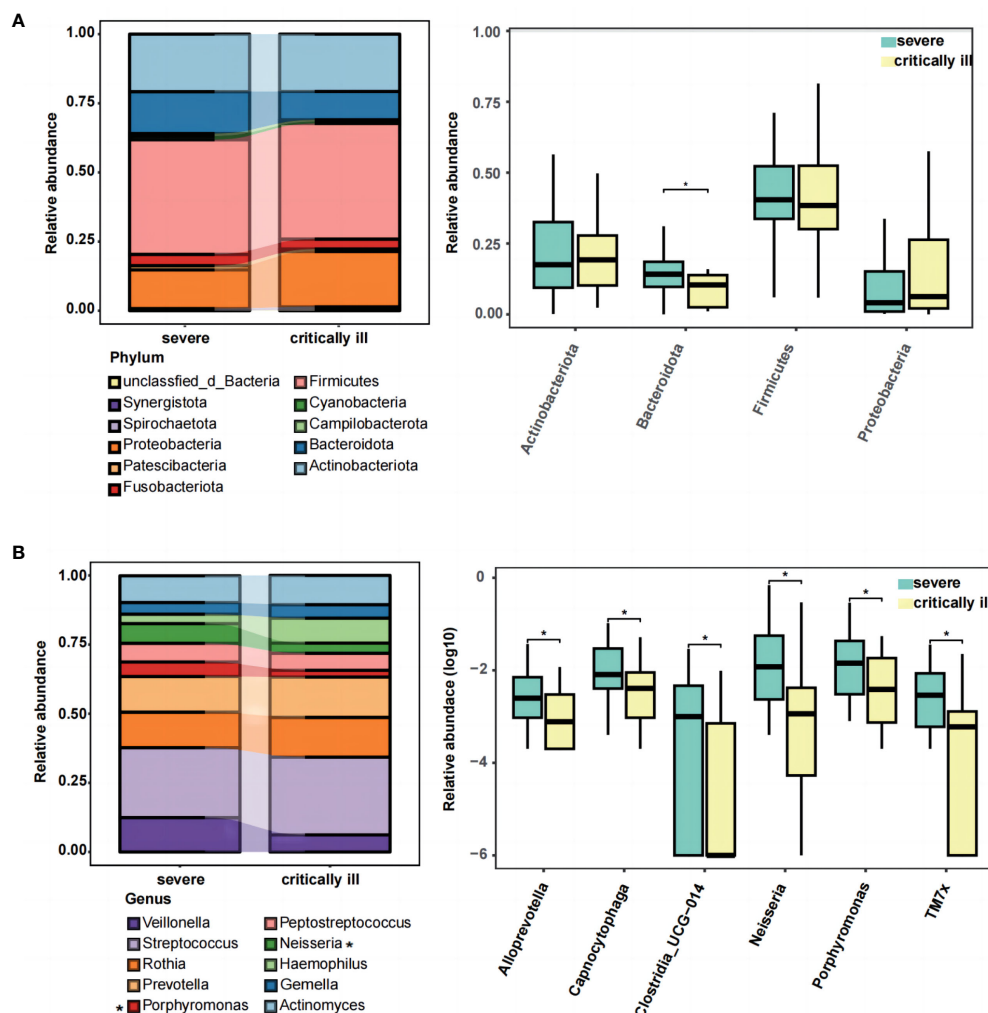 A
1.00
0.75
0.50
0.25
0.00
Relative abundance
severe
critically ill
Phylum
unclassfied_d_Bacteria
Synergistota
Spirochaetota
Proteobacteria
Patescibacteria
Fusobacteriota
Firmicutes
Cyanobacteria
Campilobacterota
Bacteroidota
Actinobacteriota
1.00
0.75
0.50
0.25
0.00
Relative abundance
severe
critically ill
*
Actinobacteriota
Bacteroidota
Firmicutes
Proteobacteria
B
1.00
0.75
0.50
0.25
0.00
Relative abundance
severe
critically ill
Genus
Veillonella
Streptococcus
Rothia
Prevotella
* Porphyromonas
Peptostreptococcus
Neisseria *
Haemophilus
Gemella
Actinomyces
0
−2
−4
−6
Relative abundace (log10)
severe
critically ill
*
*
*
*
*
*
Alloprevotella
Capnocytophaga
Clostridia_UCG−014
Neisseria
Porphyromonas
TM7x